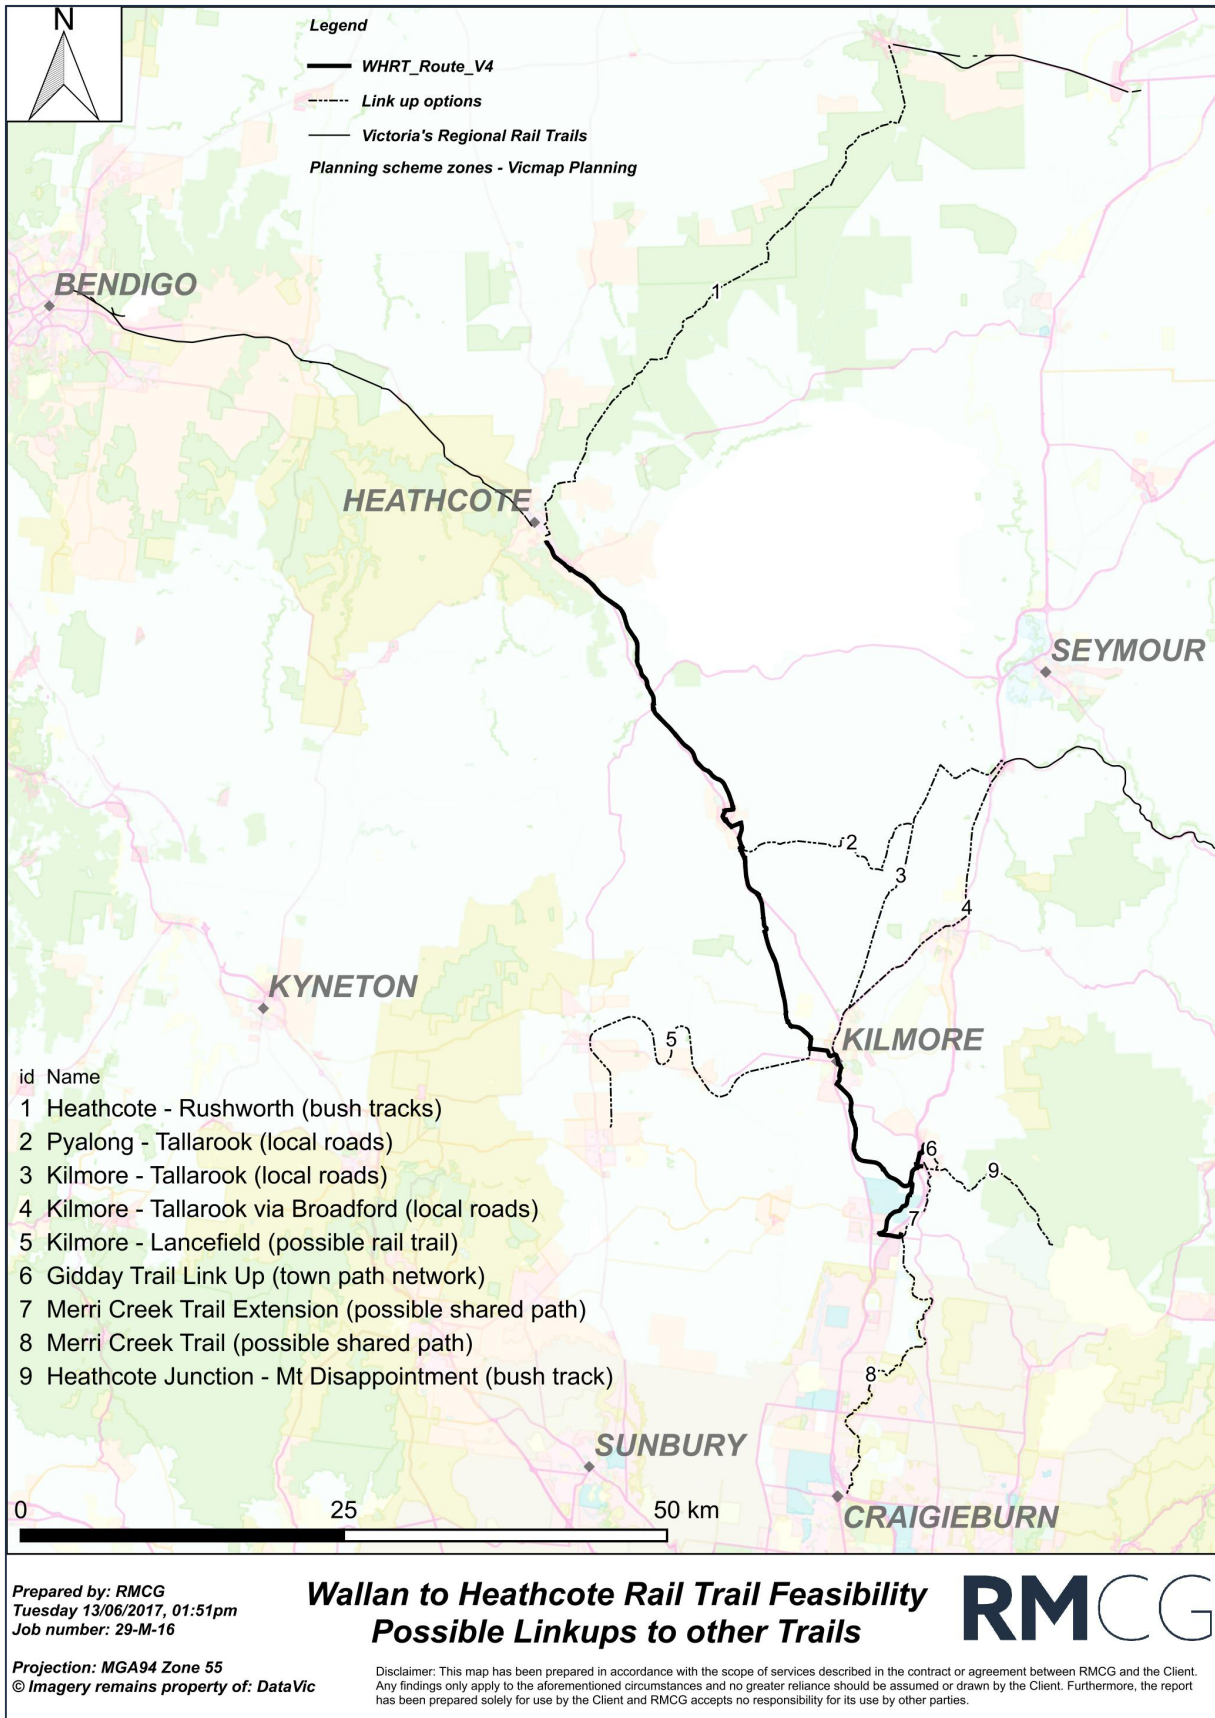 N
Legend
WHRT_Route_V4
Link up options
Victoria's Regional Rail Trails
Planning scheme zones - Vicmap Planning
1
BENDIGO
HEATHCOTE
SEYMOUR
2
3
4
KYNETON
5
KILMORE
6
9
7
id Name
1 Heathcote - Rushworth (bush tracks)
2 Pyalong - Tallarook (local roads)
3 Kilmore - Tallarook (local roads)
4 Kilmore - Tallarook via Broadford (local roads)
5 Kilmore - Lancefield (possible rail trail)
6 Gidday Trail Link Up (town path network)
7 Merri Creek Trail Extension (possible shared path)
8 Merri Creek Trail (possible shared path)
9 Heathcote Junction - Mt Disappointment (bush track)
8
SUNBURY
CRAIGIEBURN
0 25 50 km
Prepared by: RMCG
Tuesday 13/06/2017, 01:51pm
Job number: 29-M-16
Projection: MGA94 Zone 55
© Imagery remains property of: DataVic
Wallan to Heathcote Rail Trail Feasibility
Possible Linkups to other Trails
RMCG
Disclaimer: This map has been prepared in accordance with the scope of services described in the contract or agreement between RMCG and the Client.
Any findings only apply to the aforementioned circumstances and no greater reliance should be assumed or drawn by the Client. Furthermore, the report
has been prepared solely for use by the Client and RMCG accepts no responsibility for its use by other parties.